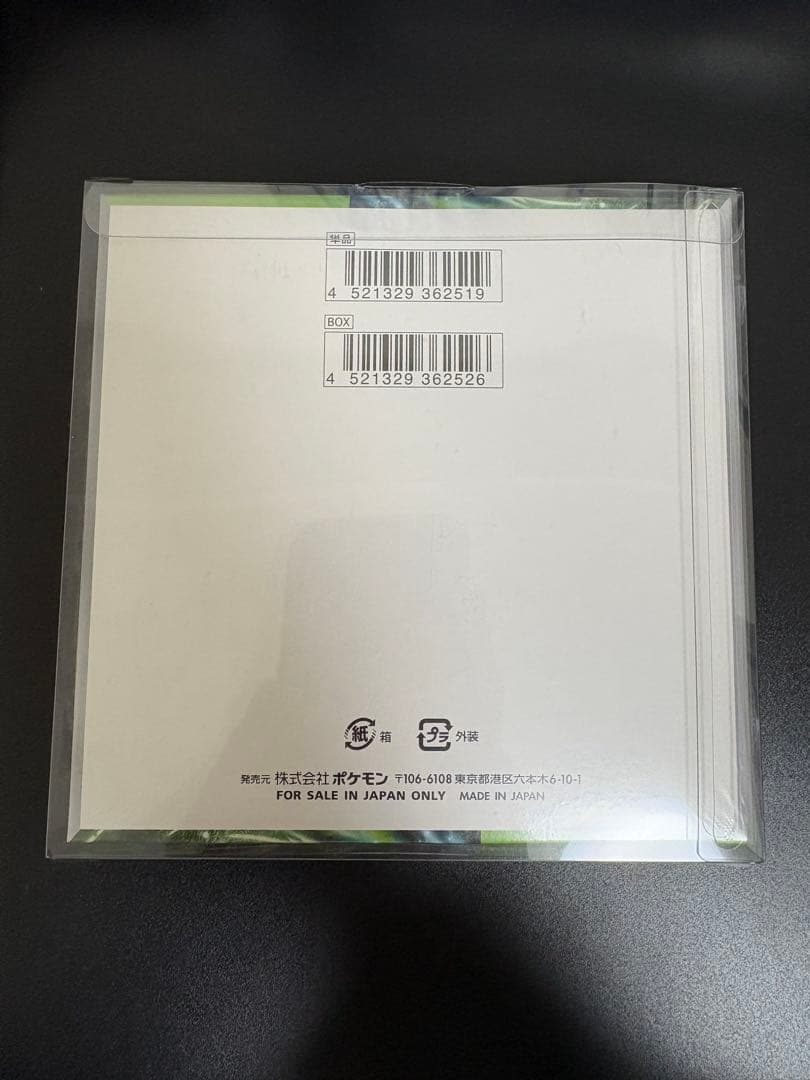 単品
4 521329 362519
BOX
4 521329 362526
紙 箱 プラ 外装
発売元 株式会社 ポケモン 〒106-6108 東京都港区六本木6-10-1
FOR SALE IN JAPAN ONLY MADE IN JAPAN